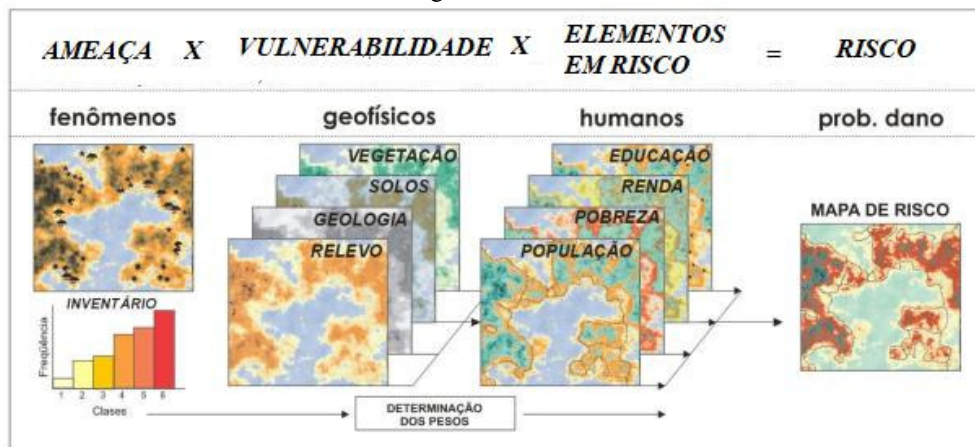 AMEAÇA X VULNERABILIDADE X ELEMENTOS EM RISCO = RISCO
fenômenos geofísicos humanos prob. dano
VEGETAÇÃO
SOLOS
GEOLOGIA
RELEVO
EDUCAÇÃO
RENDA
POBREZA
POPULAÇÃO
MAPA DE RISCO
INVENTÁRIO
Freqüência
1 2 3 4 5 6
Clases
DETERMINAÇÃO
DOS PESOS